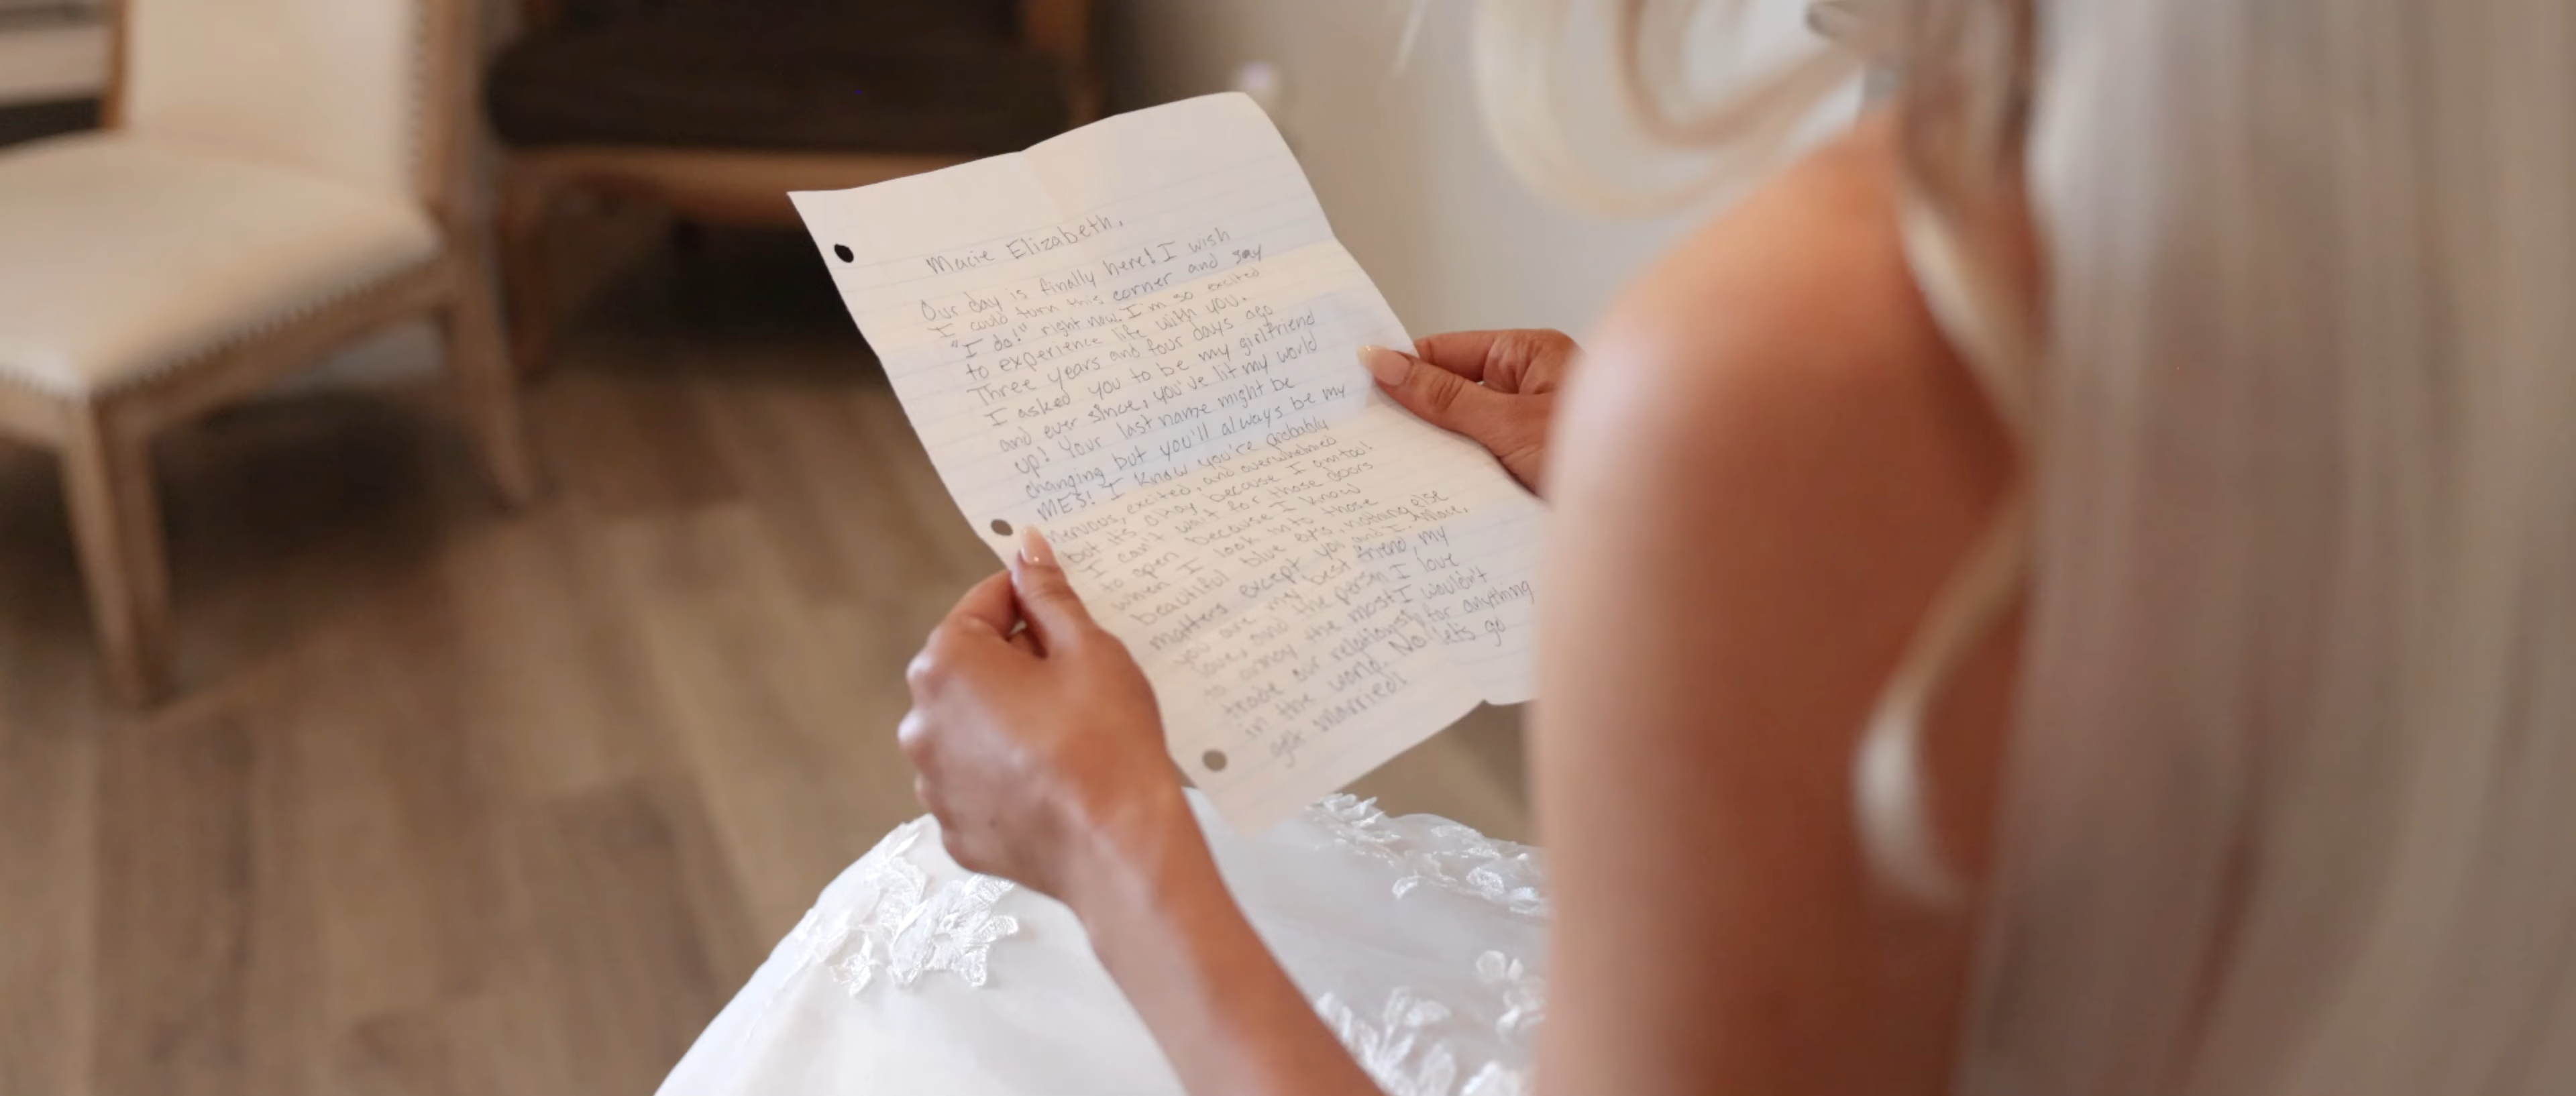 Macie Elizabeth,
Our day is finally here! I wish
I could turn this corner and say
"I do!" right now. I'm so excited
to experience life with you.
Three years and four days ago
I asked you to be my girlfriend
and ever since, you've lit my world
up! Your last name might be
changing but you'll always be my
MES! I know you're probably
nervous, excited, and overwhelmed
but it's okay because I am too!
I can't wait for those doors
to open because I know
when I look into those
beautiful blue eyes nothing else
matters except you and I. Mace,
you are my best friend, my
love, and the person I love
to annoy the most! I wouldn't
trade our relationship for anything
in the world. Now lets go
get married!